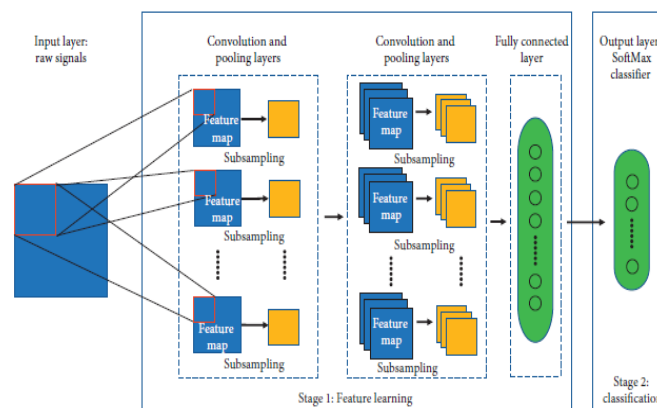 Input layer:
raw signals
Convolution and
pooling layers
Feature
map
Subsampling
Feature
map
Subsampling
Feature
map
Subsampling
Convolution and
pooling layers
Feature
map
Subsampling
Feature
map
Subsampling
Feature
map
Subsampling
Fully connected
layer
Stage 1: Feature learning
Output layer
SoftMax
classifier
Stage 2:
classification